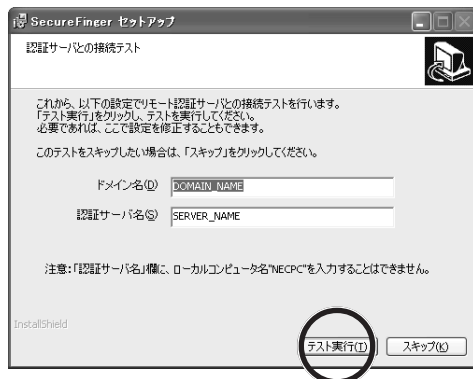 SecureFinger セットアップ
認証サーバとの接続テスト
これから、以下の設定でリモート認証サーバとの接続テストを行います。
「テスト実行」をクリックし、テストを実行してください。
必要であれば、ここで設定を修正することもできます。
このテストをスキップしたい場合は、「スキップ」をクリックしてください。
ドメイン名(D) DOMAIN_NAME
認証サーバ名(S) SERVER_NAME
注意:「認証サーバ名」欄に、ローカルコンピュータ名"NECPC"を入力することはできません。
InstallShield
テスト実行(T) スキップ(K)